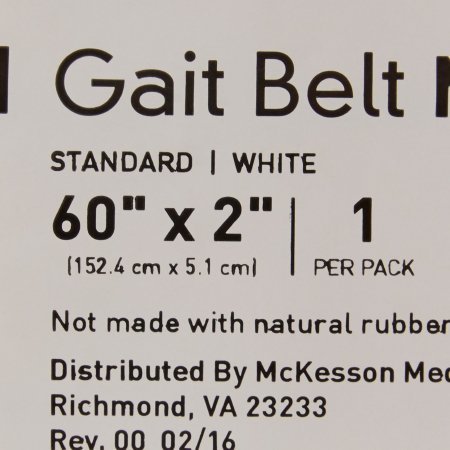 Gait Belt
STANDARD | WHITE
60" x 2" | 1
(152.4 cm x 5.1 cm) PER PACK
Not made with natural rubber
Distributed By McKesson Med
Richmond, VA 23233
Rev. 00 02/16